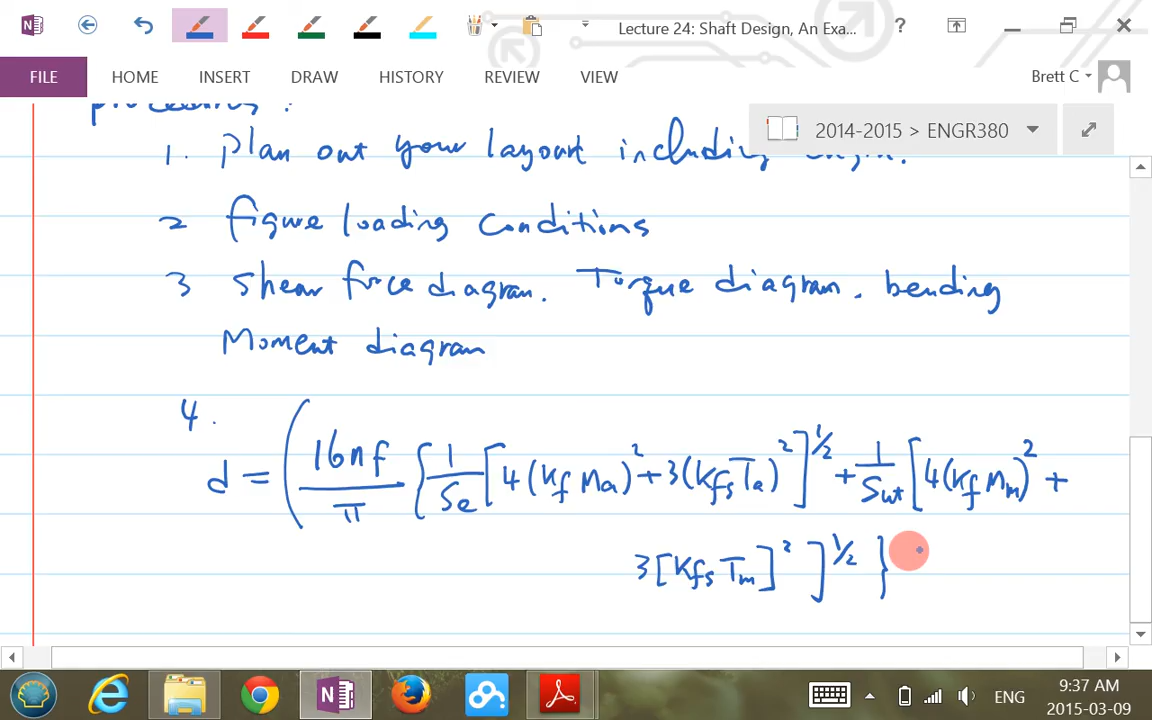 Lecture 24: Shaft Design, An Exa...
?
FILE HOME INSERT DRAW HISTORY REVIEW VIEW
Brett C
2014-2015 > ENGR380
1. Plan out your layout including
2 figure loading conditions
3 Shear force diagram. Torque diagram. bending
Moment diagram
4.
d = ( 16nf / π { 1/Se [ 4(kf Ma)² + 3(kfs Ta)² ]^1/2 + 1/Sut [ 4(kf Mm)² +
3[kfs Tm]² ]^1/2 }
ENG
9:37 AM
2015-03-09